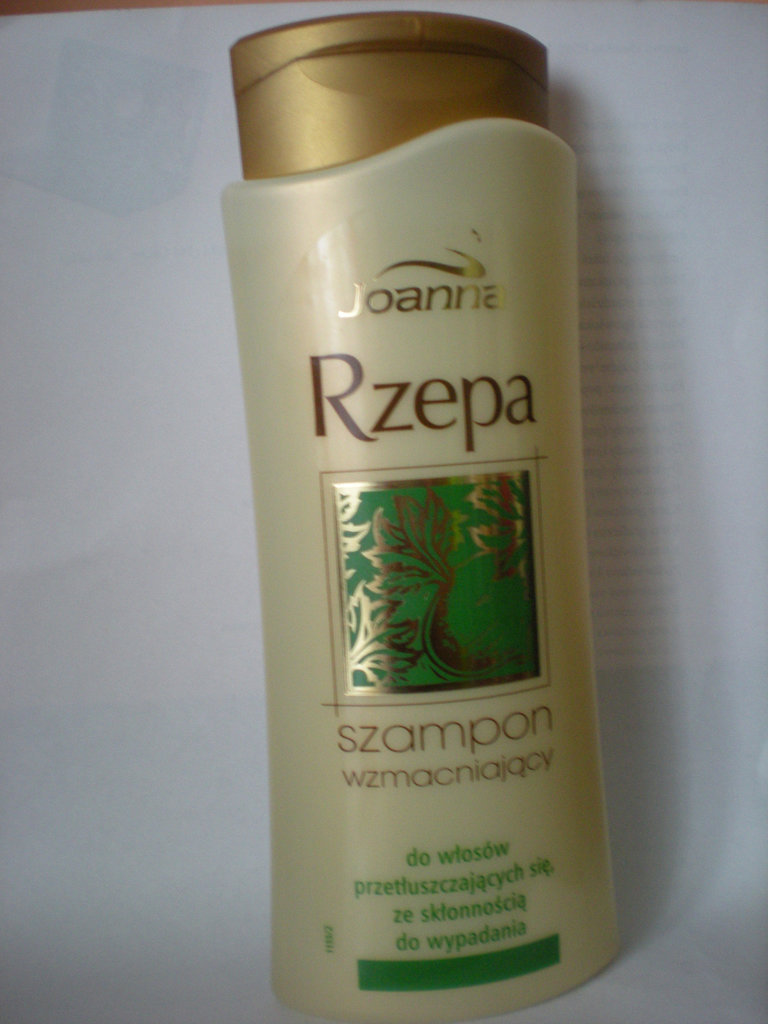 Joanna
Rzepa
szampon
wzmacniający
do włosów
przetłuszczających się,
ze skłonnością
do wypadania